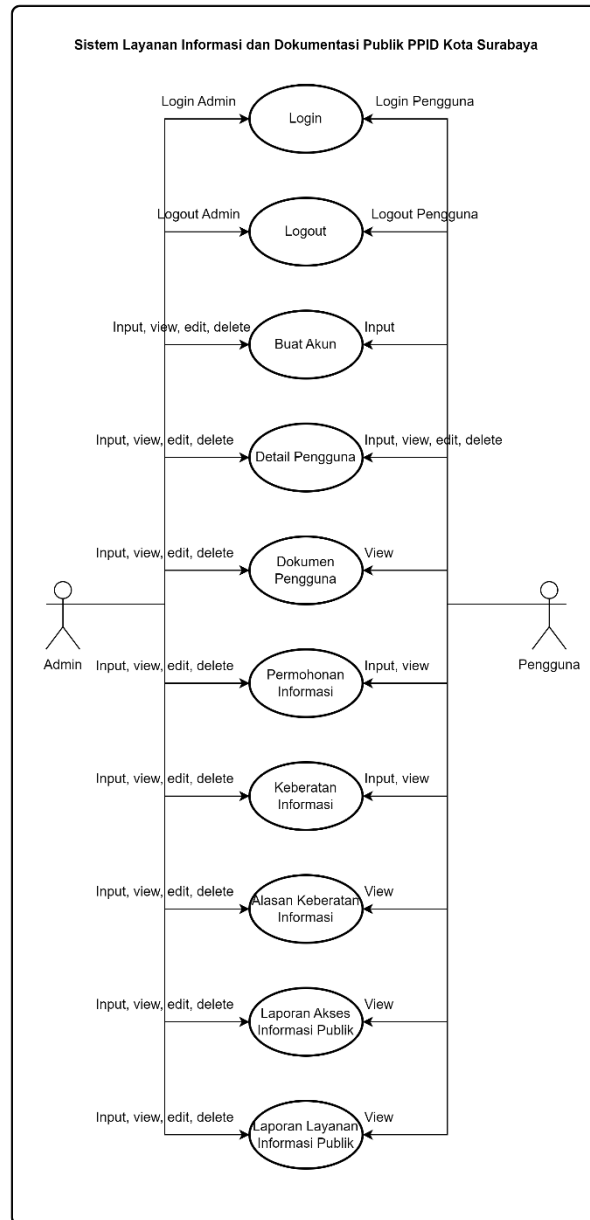 Sistem Layanan Informasi dan Dokumentasi Publik PPID Kota Surabaya
Login Admin
Login Pengguna
Login
Logout Admin
Logout Pengguna
Logout
Input, view, edit, delete
Input
Buat Akun
Input, view, edit, delete
Input, view, edit, delete
Detail Pengguna
Input, view, edit, delete
View
Dokumen
Pengguna
Admin
Pengguna
Input, view, edit, delete
Input, view
Permohonan
Informasi
Input, view, edit, delete
Input, view
Keberatan
Informasi
Input, view, edit, delete
View
Alasan Keberatan
Informasi
Input, view, edit, delete
View
Laporan Akses
Informasi Publik
Input, view, edit, delete
View
Laporan Layanan
Informasi Publik